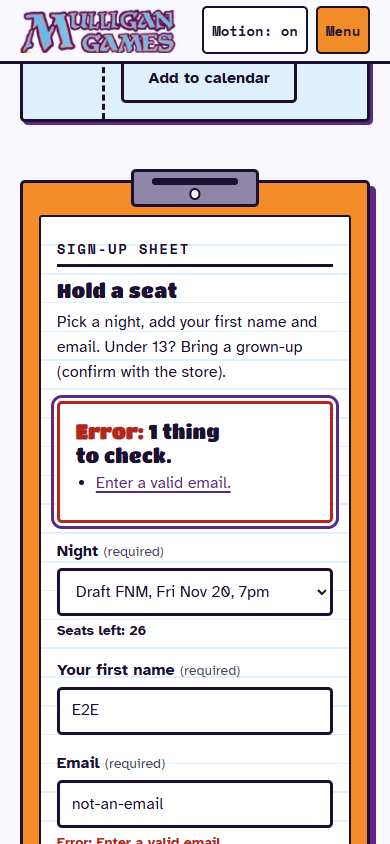 MULLIGAN
GAMES
Motion: on
Menu
Add to calendar
SIGN-UP SHEET
Hold a seat
Pick a night, add your first name and
email. Under 13? Bring a grown-up
(confirm with the store).
Error: 1 thing
to check.
• Enter a valid email.
Night (required)
Draft FNM, Fri Nov 20, 7pm
Seats left: 26
Your first name (required)
E2E
Email (required)
not-an-email
Error: Enter a valid email.